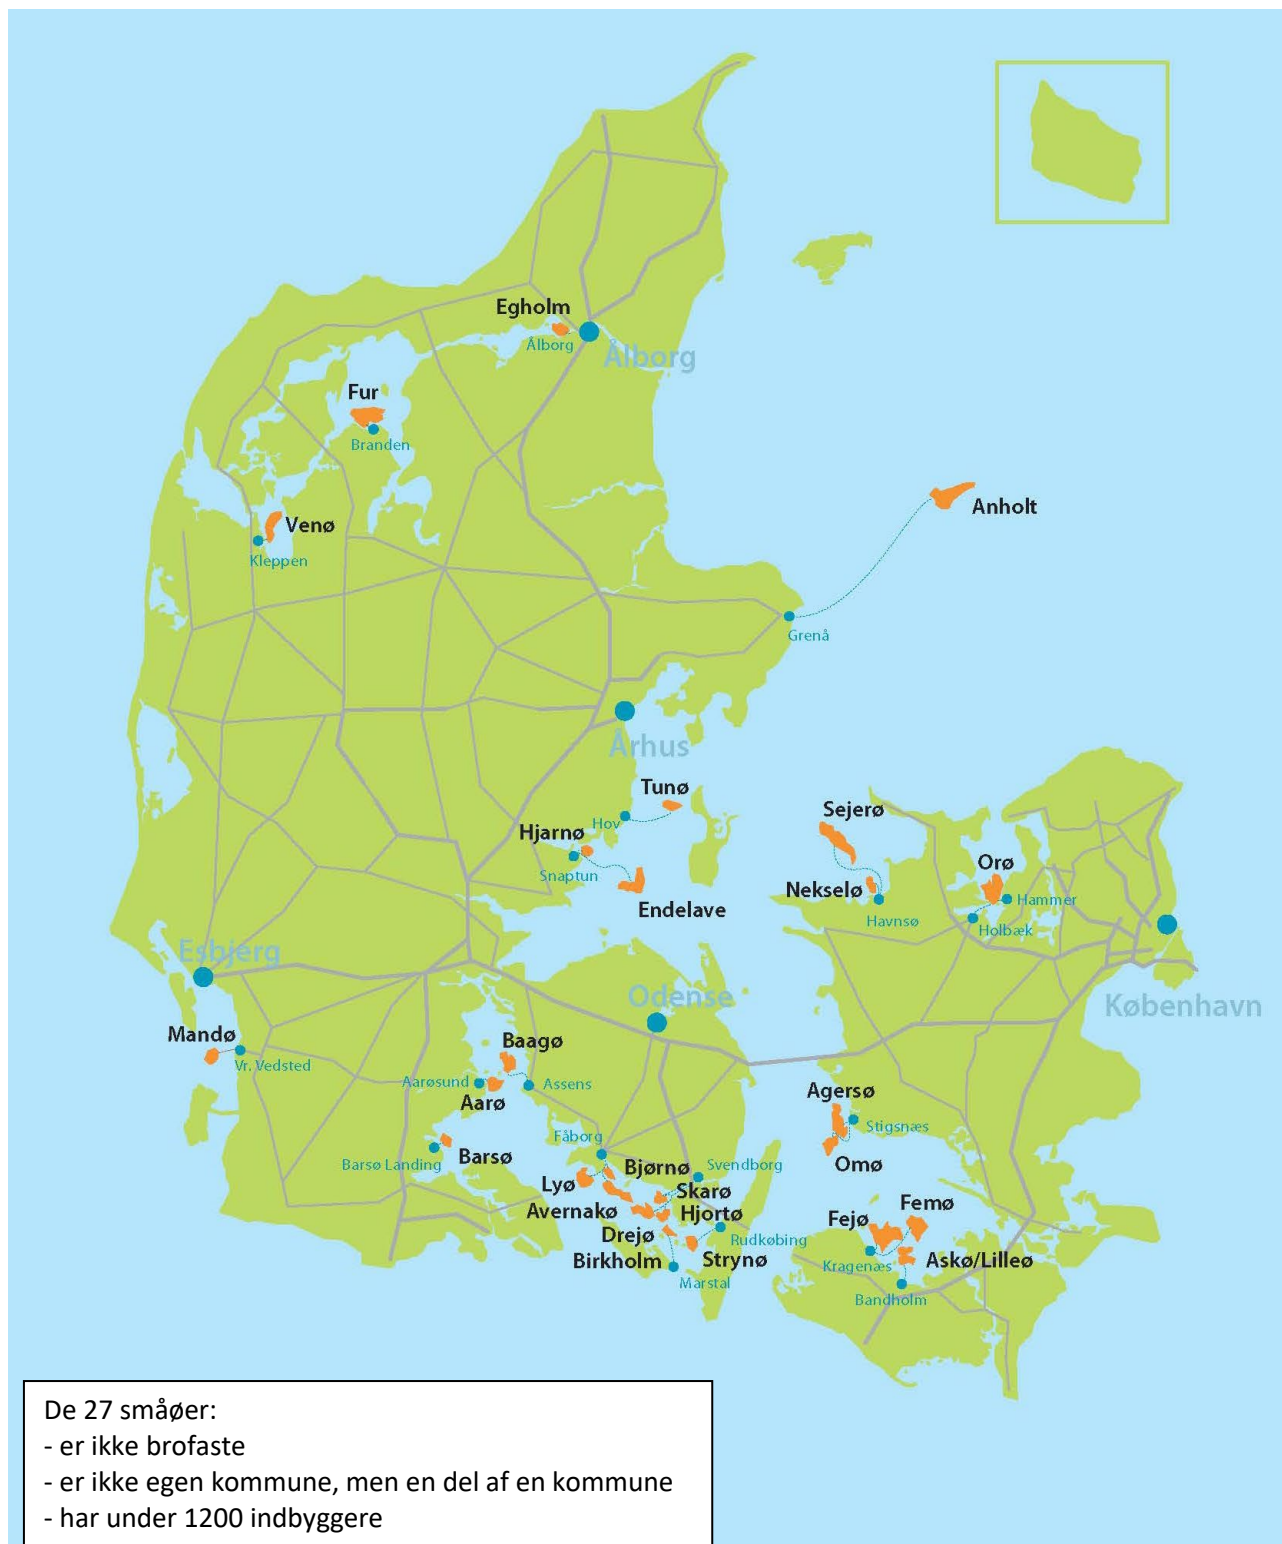 Egholm
Ålborg
Ålborg
Fur
Branden
Anholt
Venø
Kleppen
Grenå
Århus
Tunø
Hov
Sejerø
Hjarnø
Snaptun
Orø
Nekselø
Hammer
Endelave
Havnsø
Holbæk
Esbjerg
Odense
København
Mandø
Vr. Vedsted
Baagø
Aarøsund
Assens
Aarø
Agersø
Stigsnæs
Fåborg
Barsø Landing
Barsø
Bjørnø
Svendborg
Omø
Lyø
Skarø
Avernakø
Hjortø
Fejø
Femø
Drejø
Rudkøbing
Birkholm
Strynø
Kragenæs
Askø/Lilleø
Marstal
Bandholm
De 27 småøer:
- er ikke brofaste
- er ikke egen kommune, men en del af en kommune
- har under 1200 indbyggere